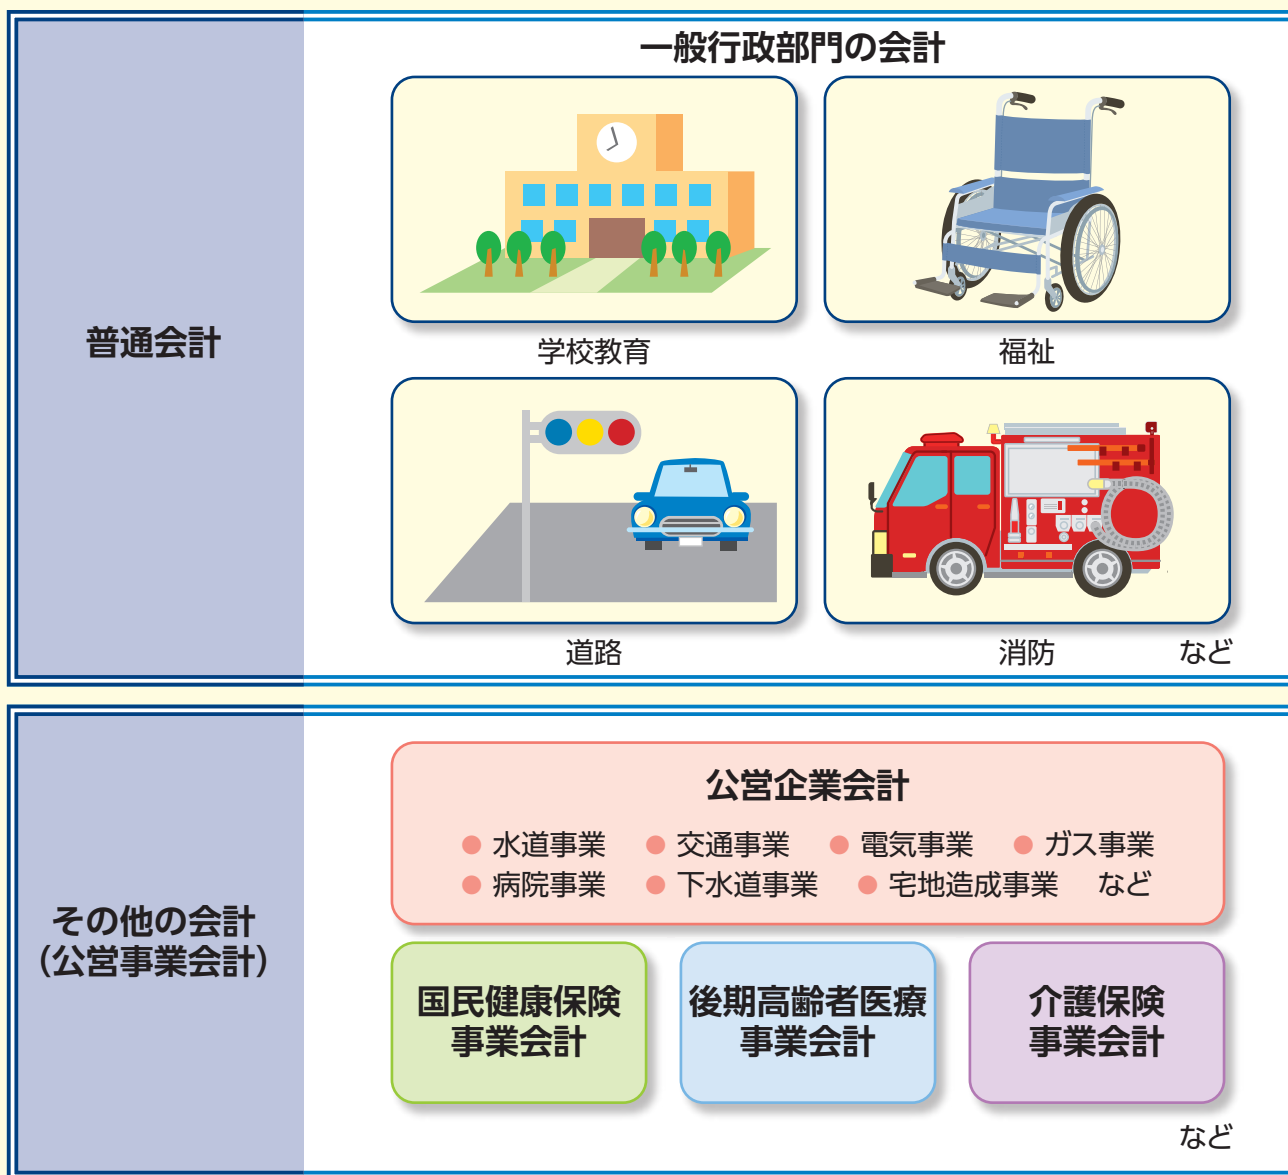 普通会計
一般行政部門の会計
学校教育
福祉
道路
消防
など
その他の会計
（公営事業会計）
公営企業会計
● 水道事業 ● 交通事業 ● 電気事業 ● ガス事業
● 病院事業 ● 下水道事業 ● 宅地造成事業 など
国民健康保険
事業会計
後期高齢者医療
事業会計
介護保険
事業会計
など